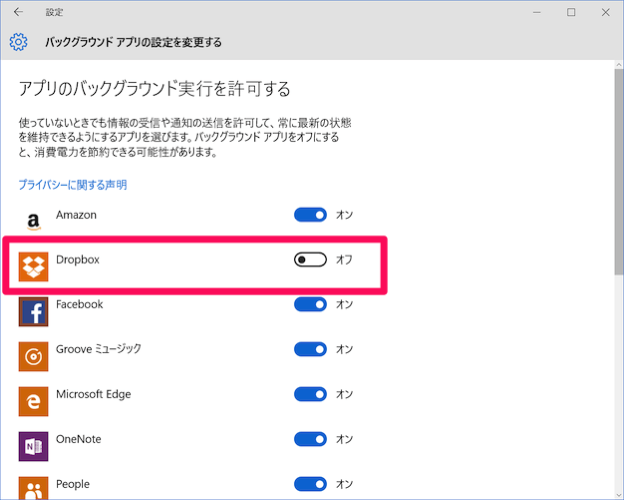 設定
バックグラウンド アプリの設定を変更する
アプリのバックグラウンド実行を許可する
使っていないときでも情報の受信や通知の送信を許可して、常に最新の状態
を維持できるようにするアプリを選びます。バックグラウンド アプリをオフにする
と、消費電力を節約できる可能性があります。
プライバシーに関する声明
Amazon オン
Dropbox オフ
Facebook オン
Groove ミュージック オン
Microsoft Edge オン
OneNote オン
People オン